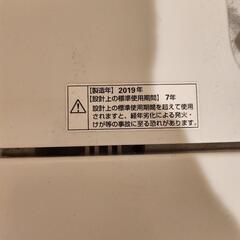 【製造年】2019年
【設計上の標準使用期間】 7年
設計上の標準使用期間を超えて使用
されますと、経年劣化による発火・
けが等の事故に至る恐れがあります。